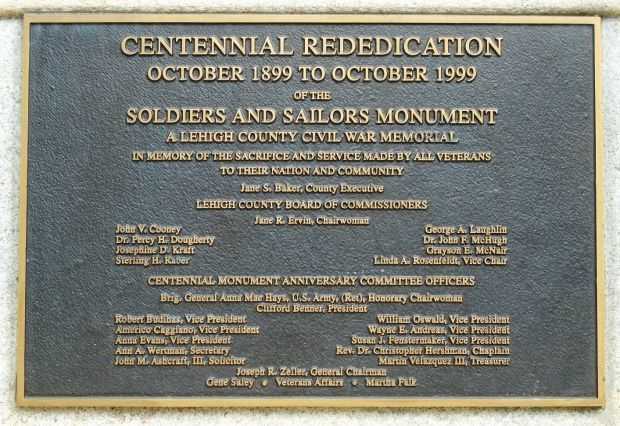 CENTENNIAL REDEDICATION
OCTOBER 1899 TO OCTOBER 1999
OF THE
SOLDIERS AND SAILORS MONUMENT
A LEHIGH COUNTY CIVIL WAR MEMORIAL
IN MEMORY OF THE SACRIFICE AND SERVICE MADE BY ALL VETERANS
TO THEIR NATION AND COMMUNITY
Jane S. Baker, County Executive
LEHIGH COUNTY BOARD OF COMMISSIONERS
Jane R. Ervin, Chairwoman
John V. Cooney George A. Laughlin
Dr. Percy H. Dougherty Dr. John F. McHugh
Josephine D. Kraft Grayson E. McNair
Sterling H. Raber Linda A. Rosenfeldt, Vice Chair
CENTENNIAL MONUMENT ANNIVERSARY COMMITTEE OFFICERS
Brig. General Anna Mae Hays, U.S. Army, (Ret), Honorary Chairwoman
Clifford Benner, President
Robert Budihas, Vice President William Oswald, Vice President
Americo Caggiano, Vice President Wayne E. Andreas, Vice President
Anna Evans, Vice President Susan J. Fenstermaker, Vice President
Ann A. Wertman, Secretary Rev. Dr. Christopher Hershman, Chaplain
John M. Ashcraft, III, Solicitor Martin Velazquez III, Treasurer
Joseph R. Zeller, General Chairman
Gene Saley • Veterans Affairs • Martha Falk